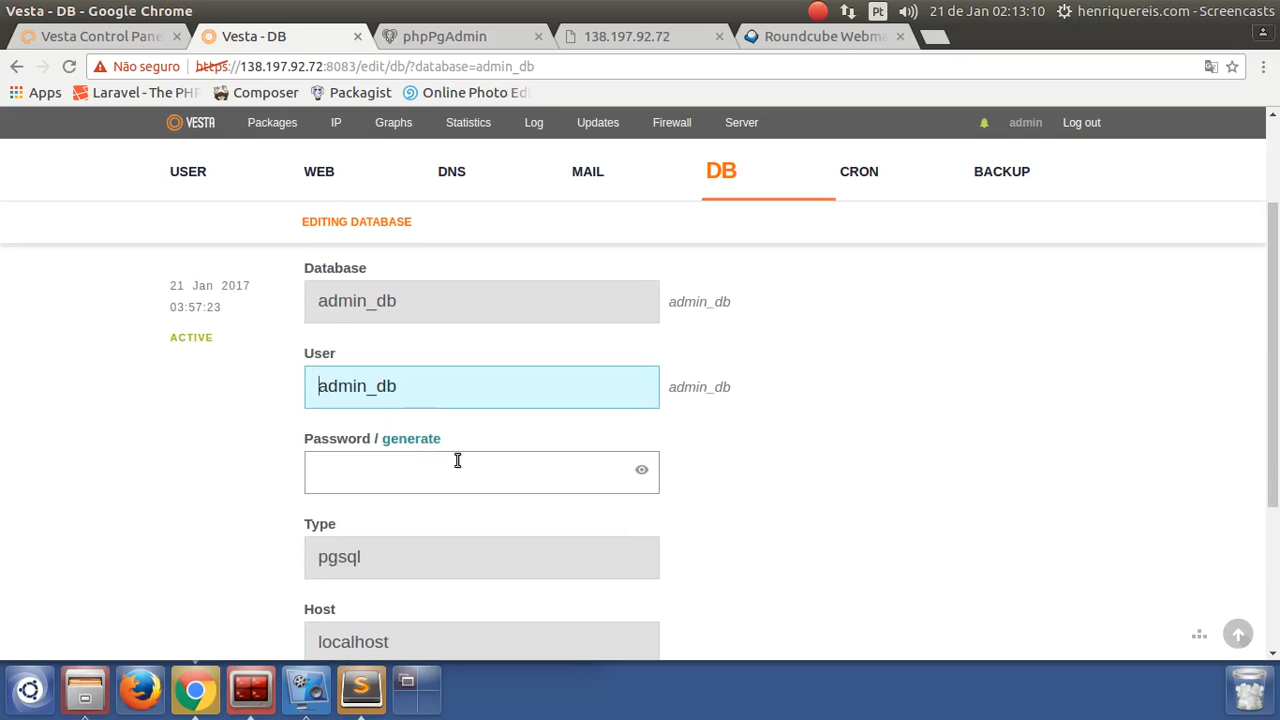 Vesta - DB - Google Chrome
Pt
21 de Jan 02:13:10
henriquereis.com - Screencasts
Vesta Control Pane
Vesta - DB
phpPgAdmin
138.197.92.72
Roundcube Webma
Não seguro
https://138.197.92.72:8083/edit/db/?database=admin_db
Apps
Laravel - The PH
Composer
Packagist
Online Photo Edi
VESTA
Packages
IP
Graphs
Statistics
Log
Updates
Firewall
Server
admin
Log out
USER
WEB
DNS
MAIL
DB
CRON
BACKUP
EDITING DATABASE
21 Jan 2017
03:57:23
ACTIVE
Database
admin_db
admin_db
User
admin_db
admin_db
Password / generate
Type
pgsql
Host
localhost